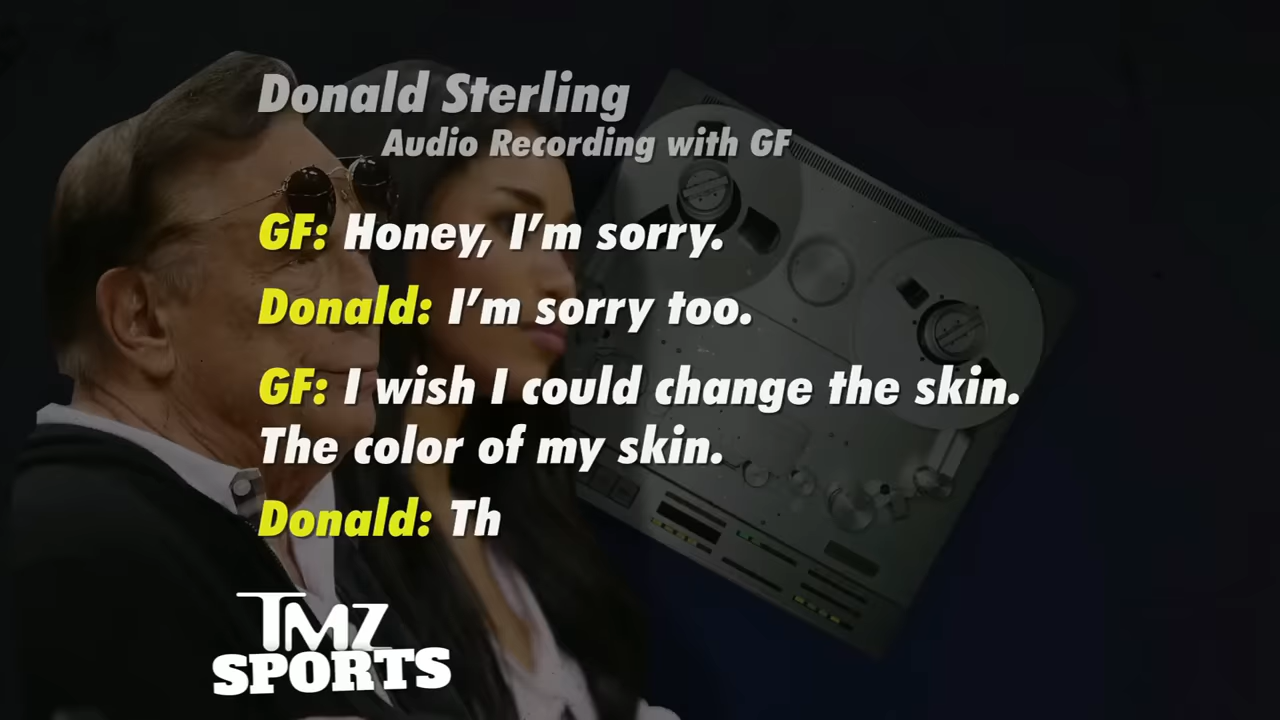 Donald Sterling
Audio Recording with GF
GF: Honey, I'm sorry.
Donald: I'm sorry too.
GF: I wish I could change the skin.
The color of my skin.
Donald: Th
TMZ
SPORTS